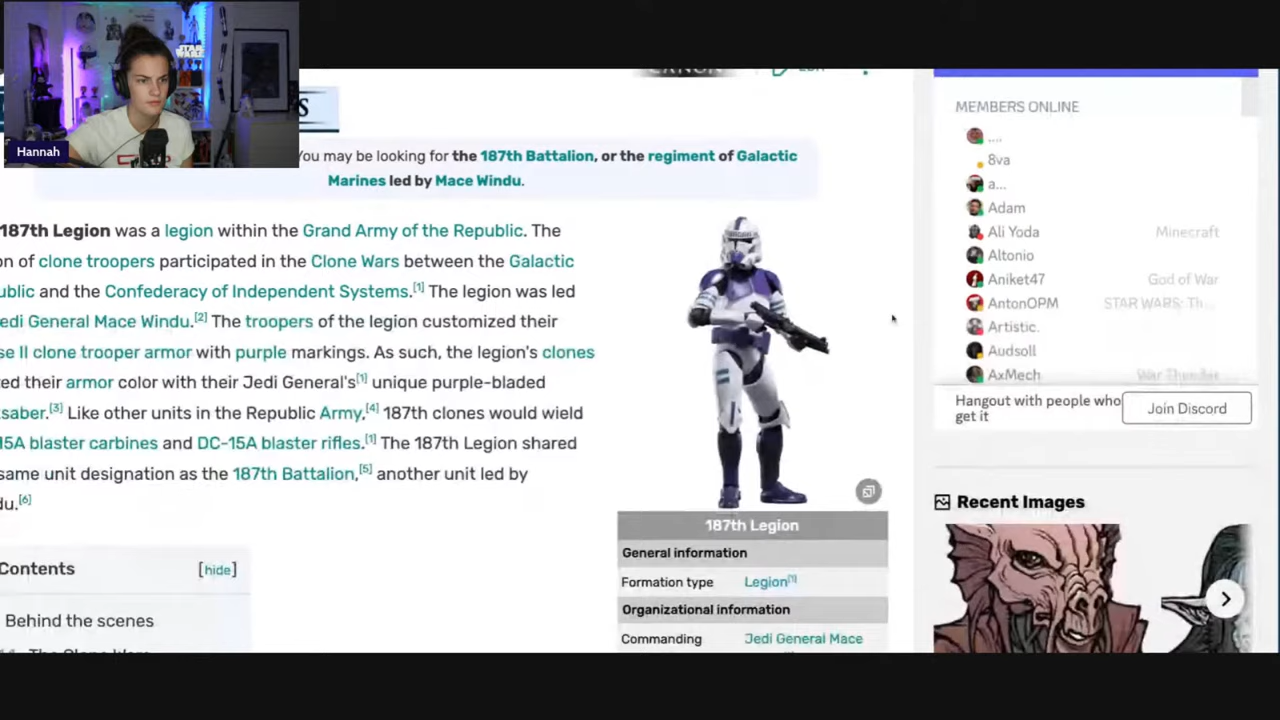 STAR WARS
Hannah
S
You may be looking for the 187th Battalion, or the regiment of Galactic
Marines led by Mace Windu.
187th Legion was a legion within the Grand Army of the Republic. The
on of clone troopers participated in the Clone Wars between the Galactic
ublic and the Confederacy of Independent Systems.[1] The legion was led
edi General Mace Windu.[2] The troopers of the legion customized their
se II clone trooper armor with purple markings. As such, the legion's clones
ed their armor color with their Jedi General's[1] unique purple-bladed
saber.[3] Like other units in the Republic Army,[4] 187th clones would wield
15A blaster carbines and DC-15A blaster rifles.[1] The 187th Legion shared
same unit designation as the 187th Battalion,[5] another unit led by
du.[6]
Contents [hide]
Behind the scenes
187th Legion
General information
Formation type Legion[1]
Organizational information
Commanding Jedi General Mace
MEMBERS ONLINE
....
8va
a...
Adam
Ali Yoda Minecraft
Altonio
Aniket47 God of War
AntonOPM STAR WARS: Th...
Artistic.
Audsoll
AxMech War Thunder
Hangout with people who
get it
Join Discord
Recent Images